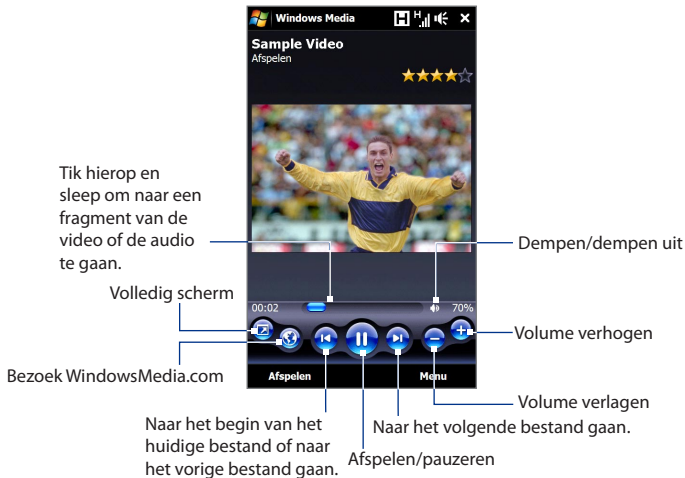 Windows Media
H
H
Sample Video
Afspelen
Tik hierop en
sleep om naar een
fragment van de
video of de audio
te gaan.
Dempen/dempen uit
Volledig scherm
00:02
70%
Volume verhogen
Bezoek WindowsMedia.com
Afspelen
Menu
Volume verlagen
Naar het begin van het
huidige bestand of naar
het vorige bestand gaan.
Naar het volgende bestand gaan.
Afspelen/pauzeren